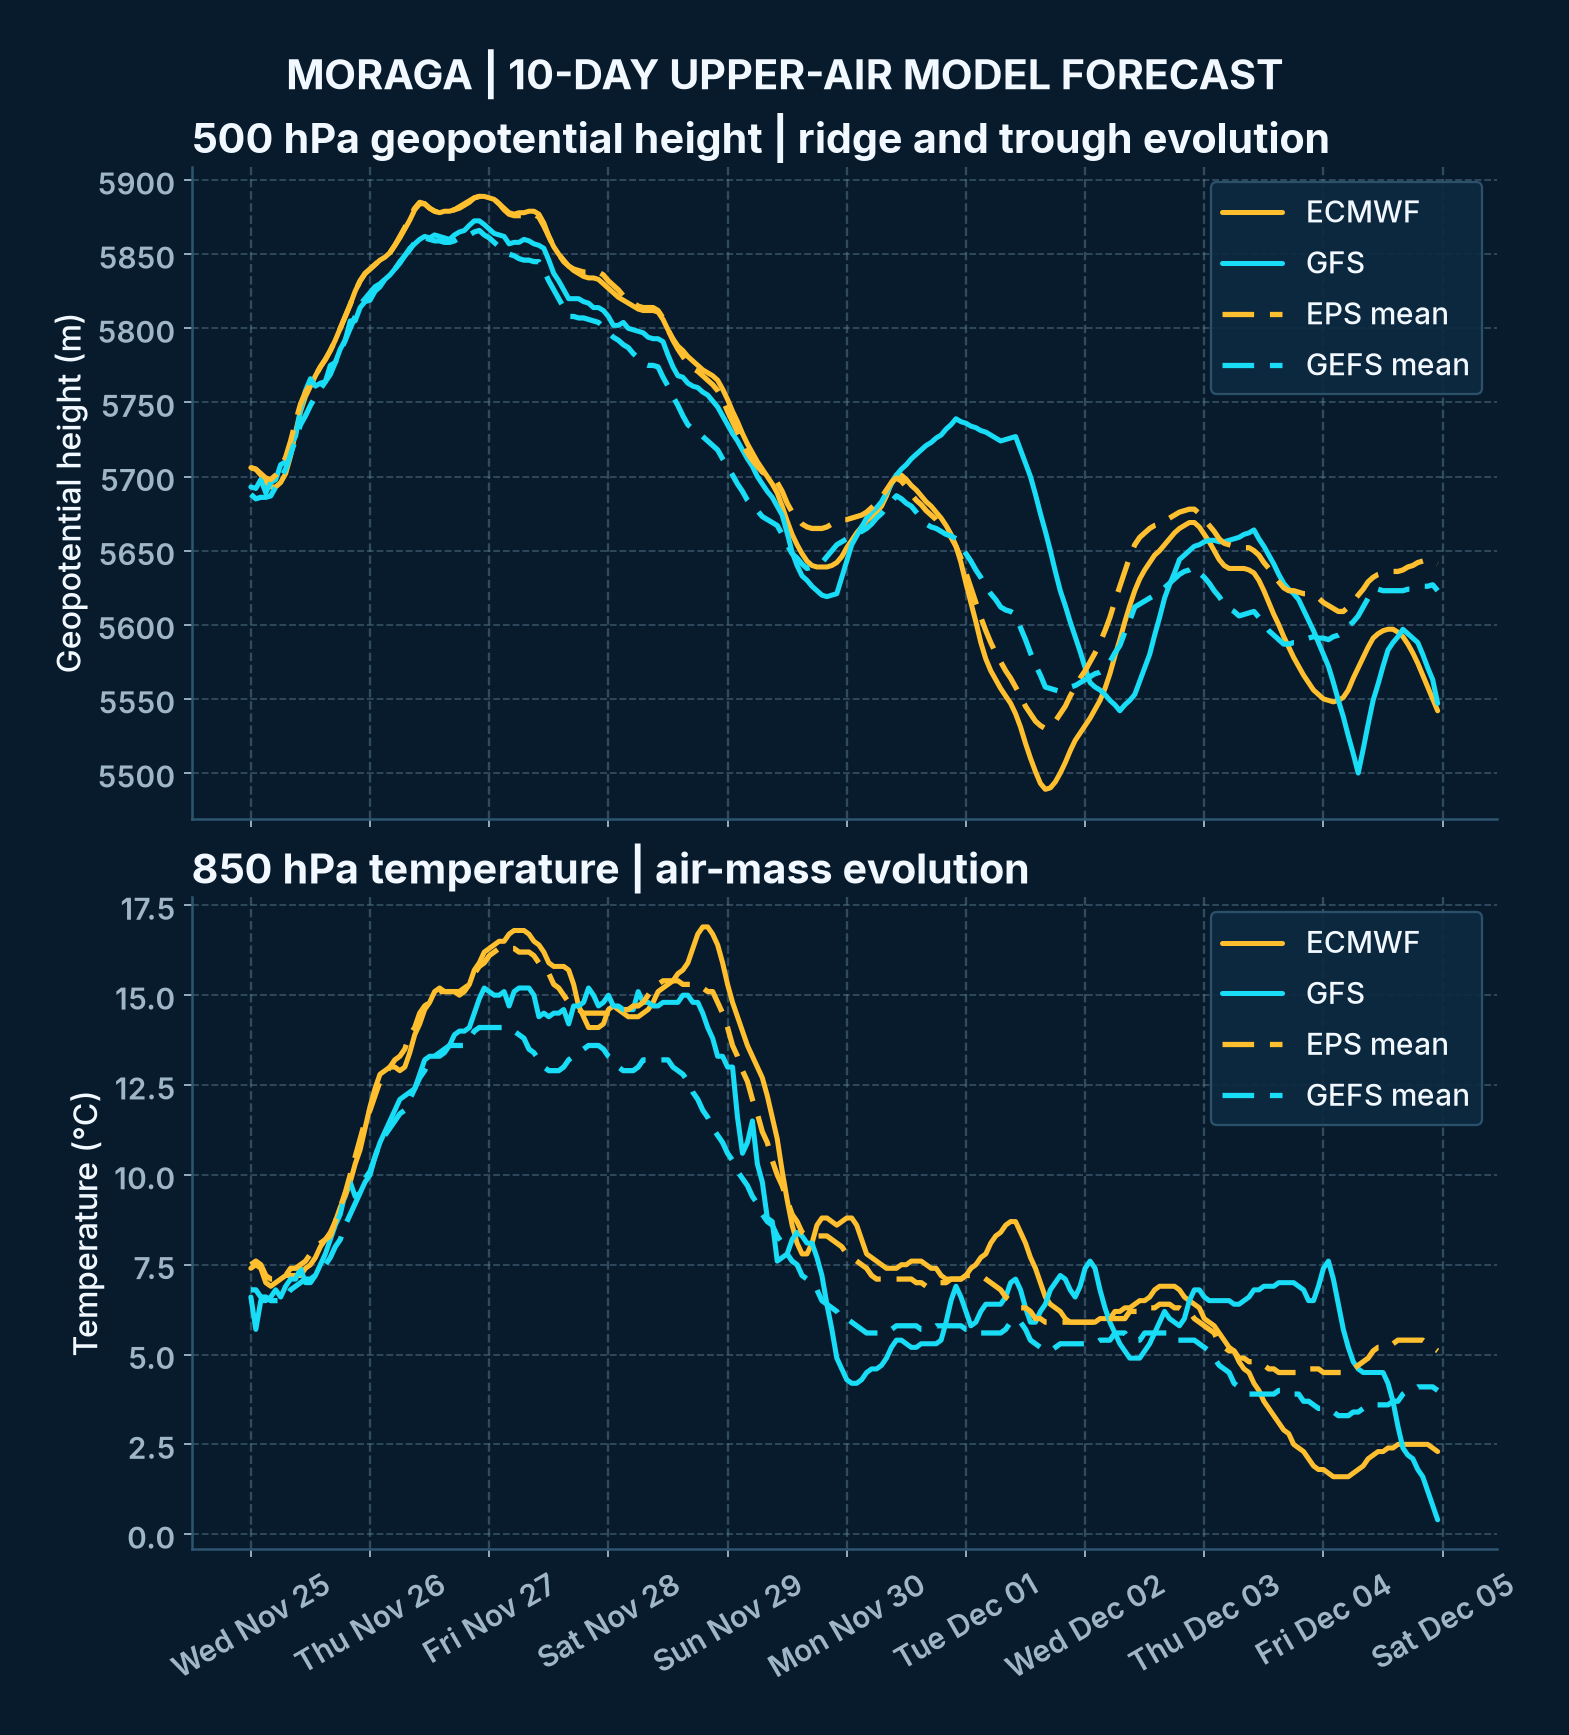 MORAGA | 10-DAY UPPER-AIR MODEL FORECAST
500 hPa geopotential height | ridge and trough evolution
Geopotential height (m)
5900
5850
5800
5750
5700
5650
5600
5550
5500
ECMWF
GFS
EPS mean
GEFS mean
850 hPa temperature | air-mass evolution
Temperature (°C)
17.5
15.0
12.5
10.0
7.5
5.0
2.5
0.0
ECMWF
GFS
EPS mean
GEFS mean
Wed Nov 25
Thu Nov 26
Fri Nov 27
Sat Nov 28
Sun Nov 29
Mon Nov 30
Tue Dec 01
Wed Dec 02
Thu Dec 03
Fri Dec 04
Sat Dec 05